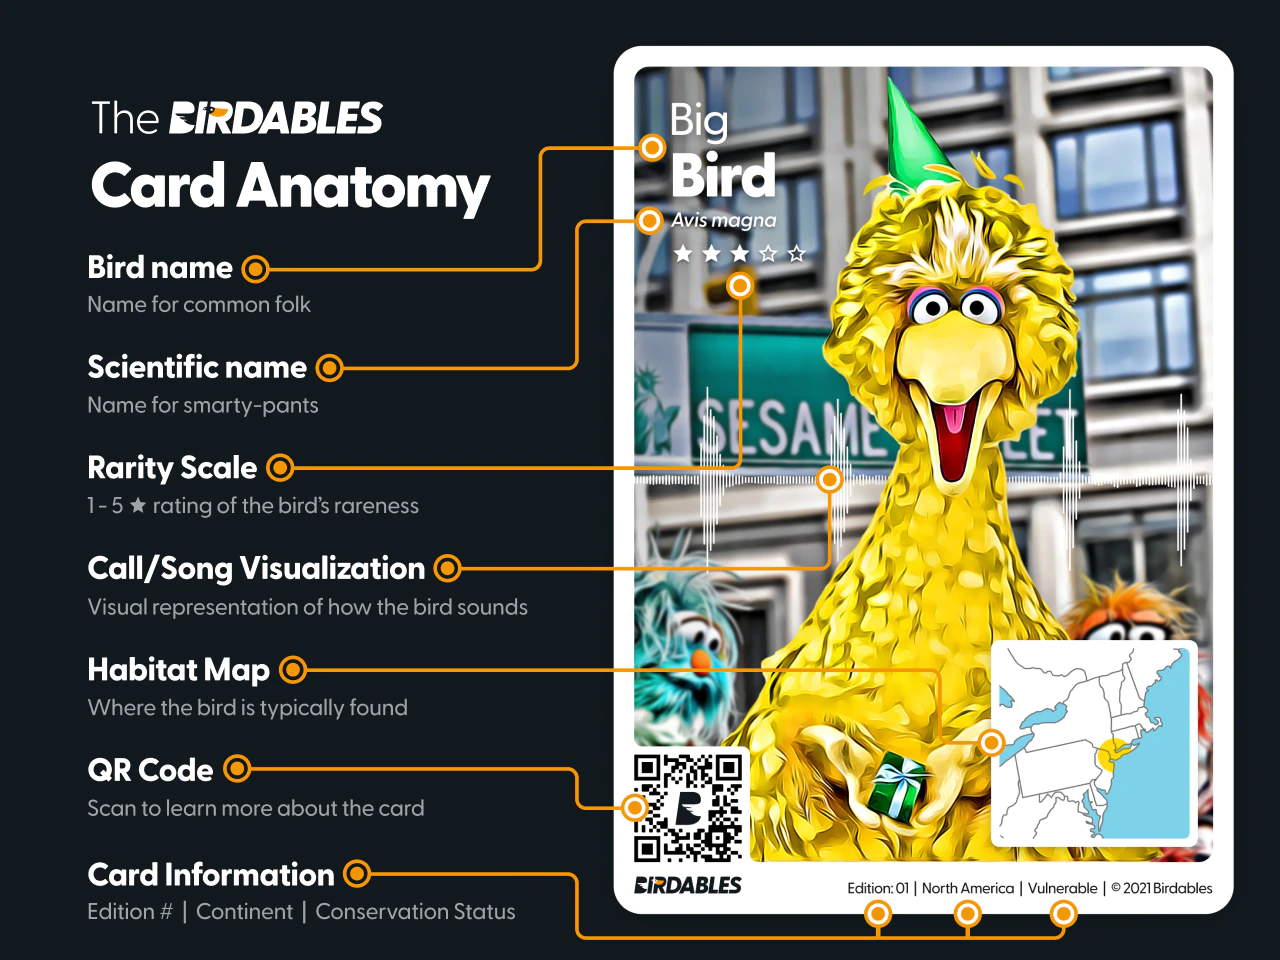 The BIRDABLES
Card Anatomy
Bird name
Name for common folk
Scientific name
Name for smarty-pants
Rarity Scale
1 - 5 ★ rating of the bird's rareness
Call/Song Visualization
Visual representation of how the bird sounds
Habitat Map
Where the bird is typically found
QR Code
Scan to learn more about the card
Card Information
Edition # | Continent | Conservation Status
Big
Bird
Avis magna
★ ★ ★ ☆ ☆
SESAME EET
B
BIRDABLES
Edition: 01 | North America | Vulnerable | © 2021 Birdables